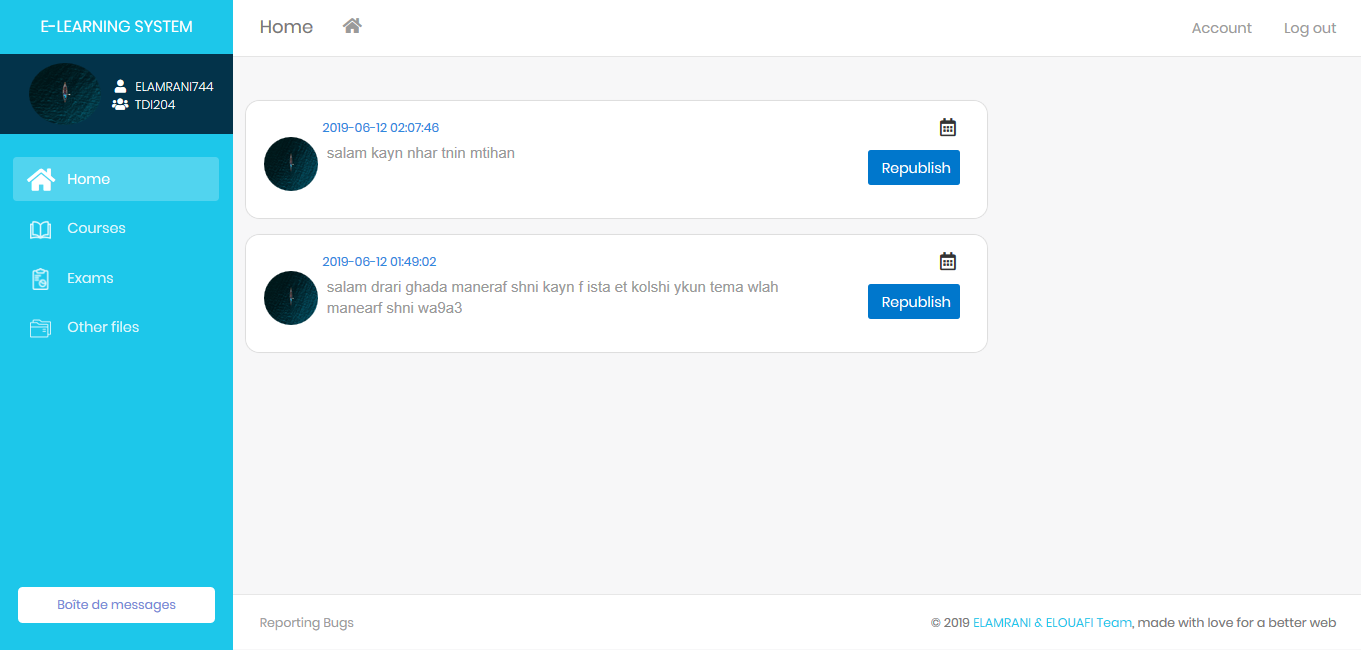 E-LEARNING SYSTEM
ELAMRANI744
TDI204
Home
Courses
Exams
Other files
Boîte de messages
Home
Account
Log out
2019-06-12 02:07:46
salam kayn nhar tnin mtihan
Republish
2019-06-12 01:49:02
salam drari ghada maneraf shni kayn f ista et kolshi ykun tema wlah
manearf shni wa9a3
Republish
Reporting Bugs
© 2019 ELAMRANI & ELOUAFI Team, made with love for a better web